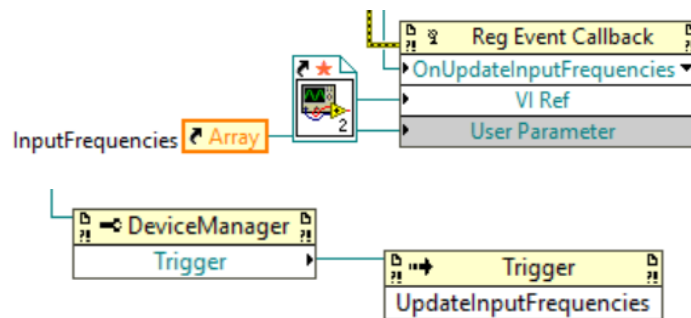 Reg Event Callback
OnUpdateInputFrequencies
VI Ref
2
InputFrequencies Array
User Parameter
DeviceManager
Trigger
Trigger
UpdateInputFrequencies